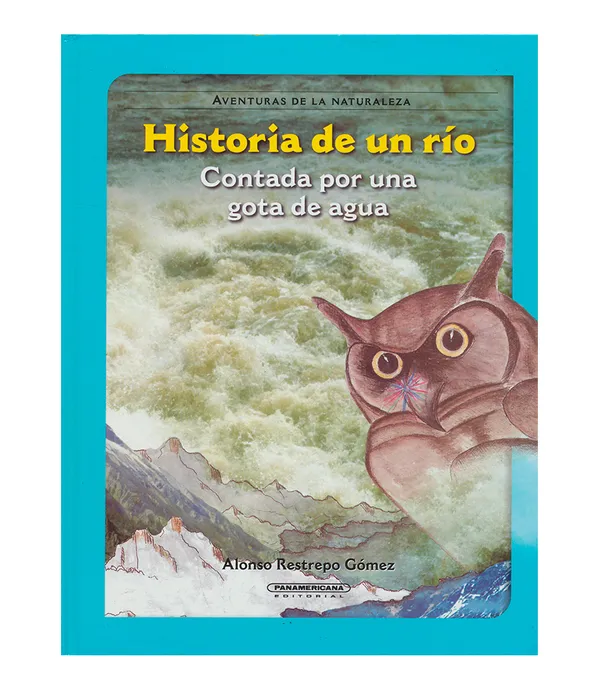 AVENTURAS DE LA NATURALEZA
Historia de un río
Contada por una
gota de agua
Alonso Restrepo Gómez
PANAMERICANA
EDITORIAL